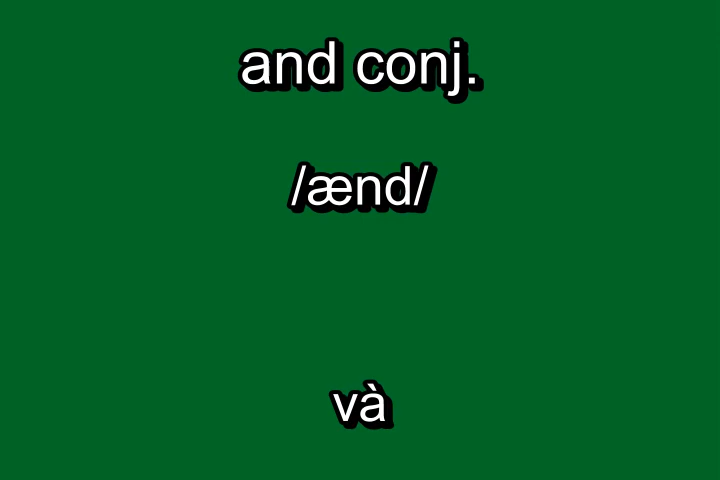 and conj.
/ænd/
và